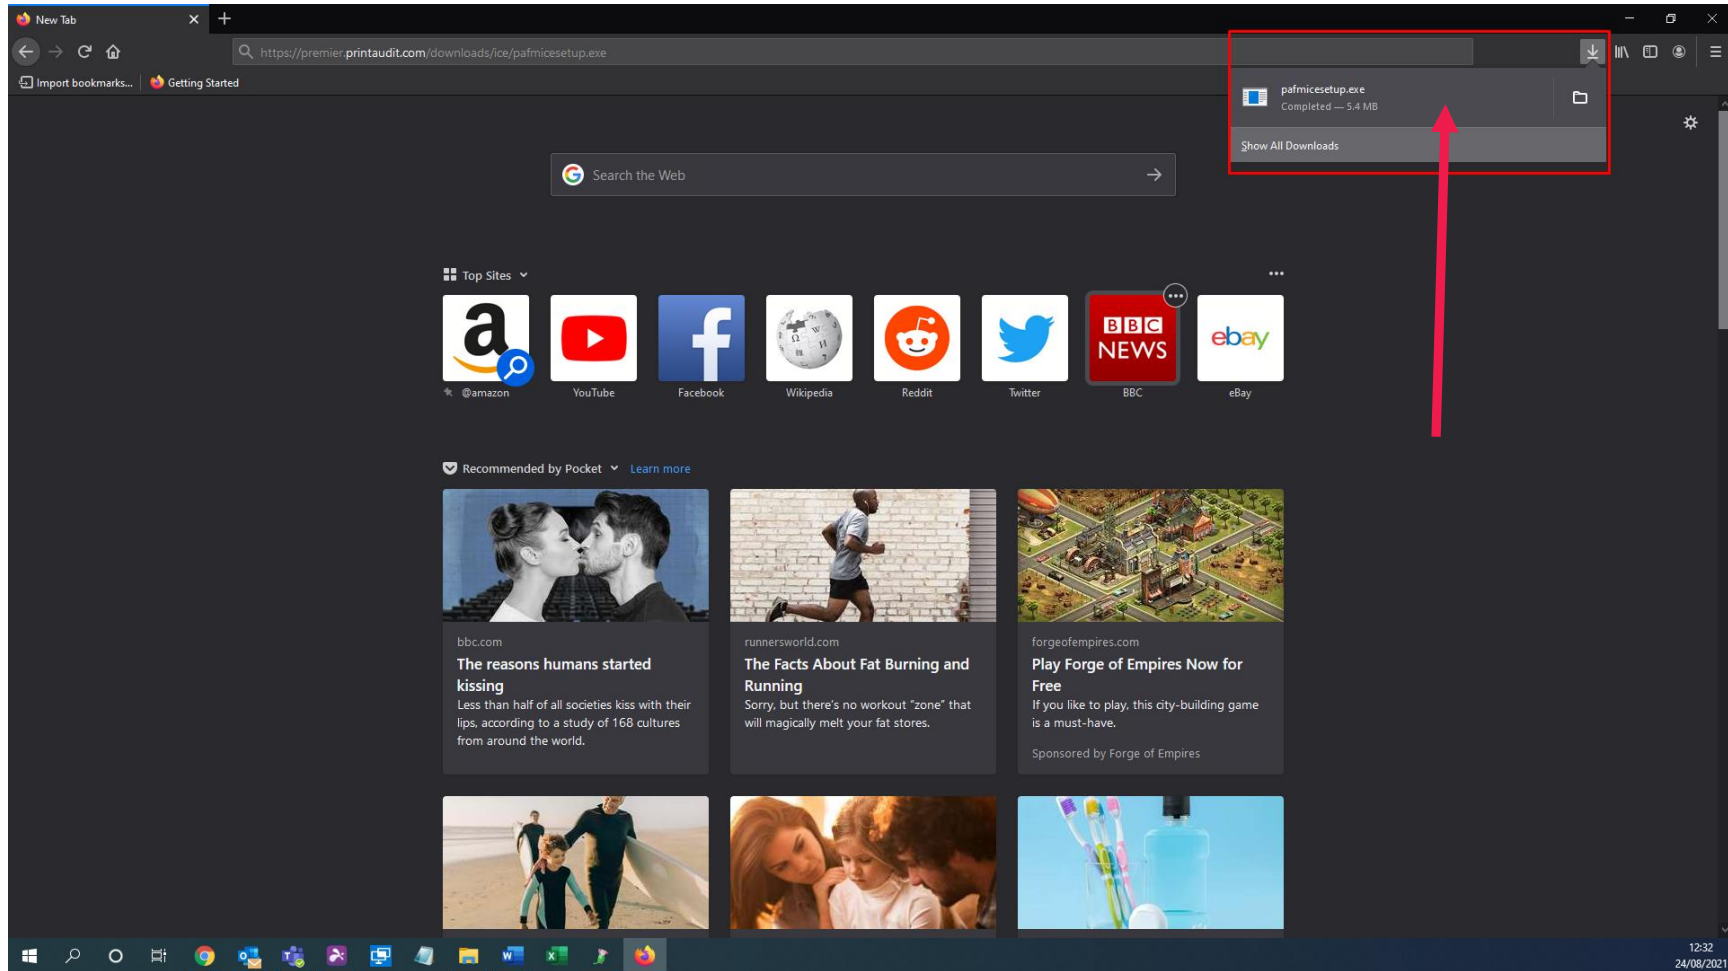 New Tab
https://premier.printaudit.com/downloads/ice/pafmicesetup.exe
Import bookmarks...
Getting Started
pafmicesetup.exe
Completed — 5.4 MB
Show All Downloads
Search the Web
Top Sites
a
BBC
NEWS
ebay
@amazon
YouTube
Facebook
Wikipedia
Reddit
Twitter
BBC
eBay
Recommended by Pocket
Learn more
bbc.com
The reasons humans started
kissing
Less than half of all societies kiss with their
lips, according to a study of 168 cultures
from around the world.
runnersworld.com
The Facts About Fat Burning and
Running
Sorry, but there's no workout "zone" that
will magically melt your fat stores.
forgeofempires.com
Play Forge of Empires Now for
Free
If you like to play, this city-building game
is a must-have.
Sponsored by Forge of Empires
12:32
24/08/2021